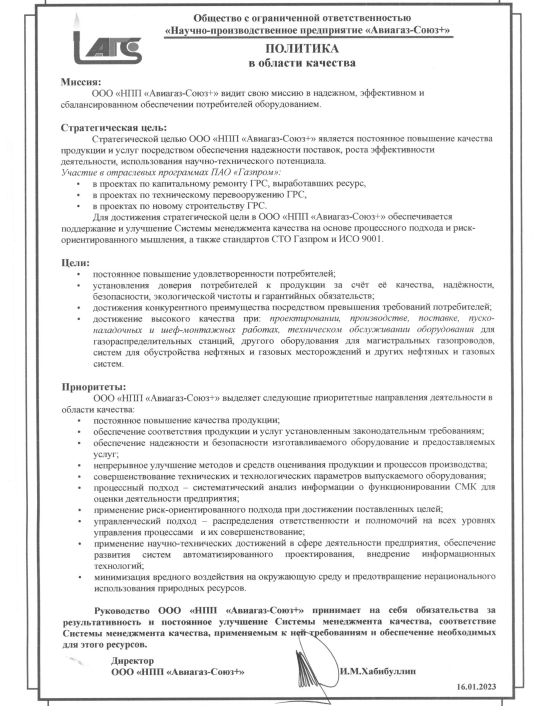 АГС
Общество с ограниченной ответственностью
«Научно-производственное предприятие «Авиагаз-Союз+»
ПОЛИТИКА
в области качества
Миссия:
ООО «НПП «Авиагаз-Союз+» видит свою миссию в надежном, эффективном и
сбалансированном обеспечении потребителей оборудованием.
Стратегическая цель:
Стратегической целью ООО «НПП «Авиагаз-Союз+» является постоянное повышение качества
продукции и услуг посредством обеспечения надежности поставок, роста эффективности
деятельности, использования научно-технического потенциала.
Участие в отраслевых программах ПАО «Газпром»:
• в проектах по капитальному ремонту ГРС, выработавших ресурс,
• в проектах по техническому перевооружению ГРС,
• в проектах по новому строительству ГРС.
Для достижения стратегической цели в ООО «НПП «Авиагаз-Союз+» обеспечивается
поддержание и улучшение Системы менеджмента качества на основе процессного подхода и риск-
ориентированного мышления, а также стандартов СТО Газпром и ИСО 9001.
Цели:
• постоянное повышение удовлетворенности потребителей;
• установления доверия потребителей к продукции за счёт её качества, надёжности,
безопасности, экологической чистоты и гарантийных обязательств;
• достижения конкурентного преимущества посредством превышения требований потребителей;
• достижение высокого качества при: проектировании, производстве, поставке, пуско-
наладочных и шеф-монтажных работах, техническом обслуживании оборудования для
газораспределительных станций, другого оборудования для магистральных газопроводов,
систем для обустройства нефтяных и газовых месторождений и других нефтяных и газовых
систем.
Приоритеты:
ООО «НПП «Авиагаз-Союз+» выделяет следующие приоритетные направления деятельности в
области качества:
• постоянное повышение качества продукции;
• обеспечение соответствия продукции и услуг установленным законодательным требованиям;
• обеспечение надежности и безопасности изготавливаемого оборудование и предоставляемых
услуг;
• непрерывное улучшение методов и средств оценивания продукции и процессов производства;
• совершенствование технических и технологических параметров выпускаемого оборудования;
• процессный подход – систематический анализ информации о функционировании СМК для
оценки деятельности предприятия;
• применение риск-ориентированного подхода при достижении поставленных целей;
• управленческий подход – распределения ответственности и полномочий на всех уровнях
управления процессами и их совершенствование;
• применение научно-технических достижений в сфере деятельности предприятия, обеспечение
развития систем автоматизированного проектирования, внедрение информационных
технологий;
• минимизация вредного воздействия на окружающую среду и предотвращение нерационального
использования природных ресурсов.
Руководство ООО «НПП «Авиагаз-Союз+» принимает на себя обязательства за
результативность и постоянное улучшение Системы менеджмента качества, соответствие
Системы менеджмента качества, применяемым к ней требованиям и обеспечение необходимых
для этого ресурсов.
Директор
ООО «НПП «Авиагаз-Союз+» И.М.Хабибуллин
16.01.2023